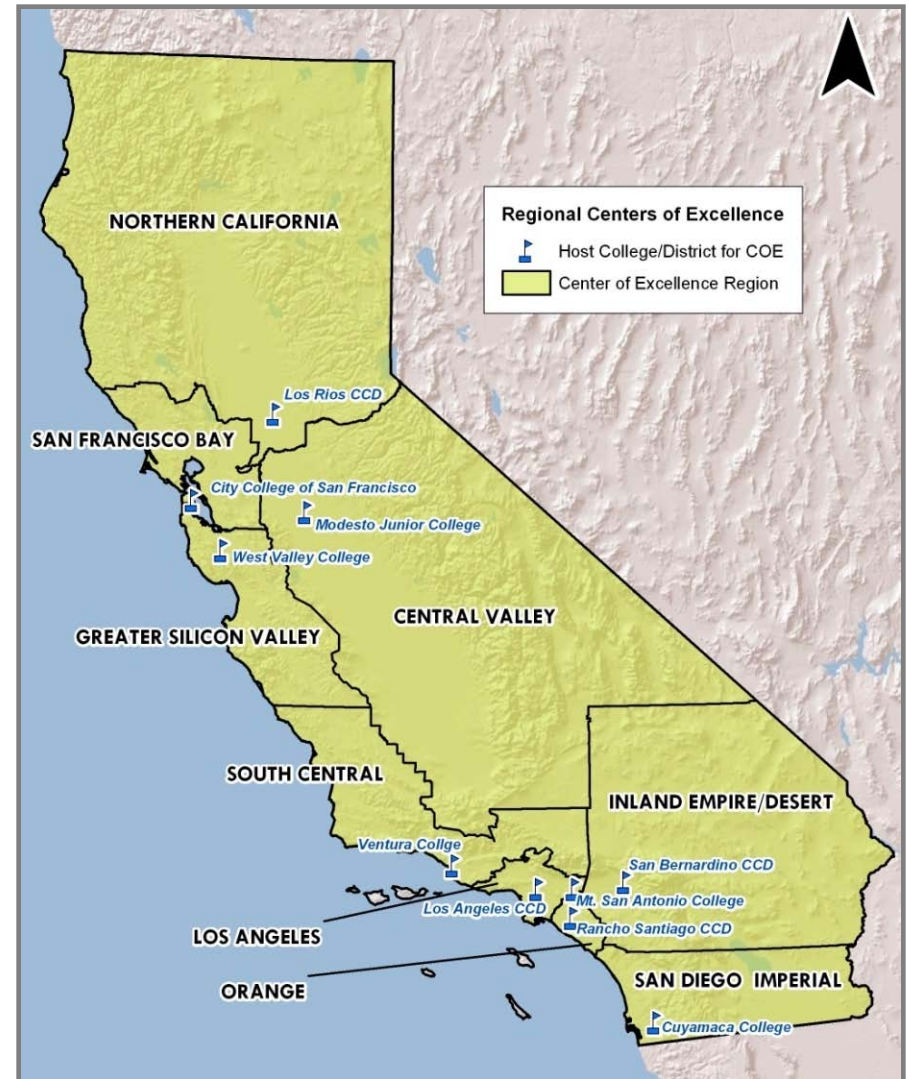 Regional Centers of Excellence
Host College/District for COE
Center of Excellence Region
NORTHERN CALIFORNIA
Los Rios CCD
SAN FRANCISCO BAY
City College of San Francisco
Modesto Junior College
West Valley College
CENTRAL VALLEY
GREATER SILICON VALLEY
SOUTH CENTRAL
INLAND EMPIRE/DESERT
Ventura Collge
San Bernardino CCD
Mt. San Antonio College
Los Angeles CCD
Rancho Santiago CCD
LOS ANGELES
ORANGE
SAN DIEGO IMPERIAL
Cuyamaca College